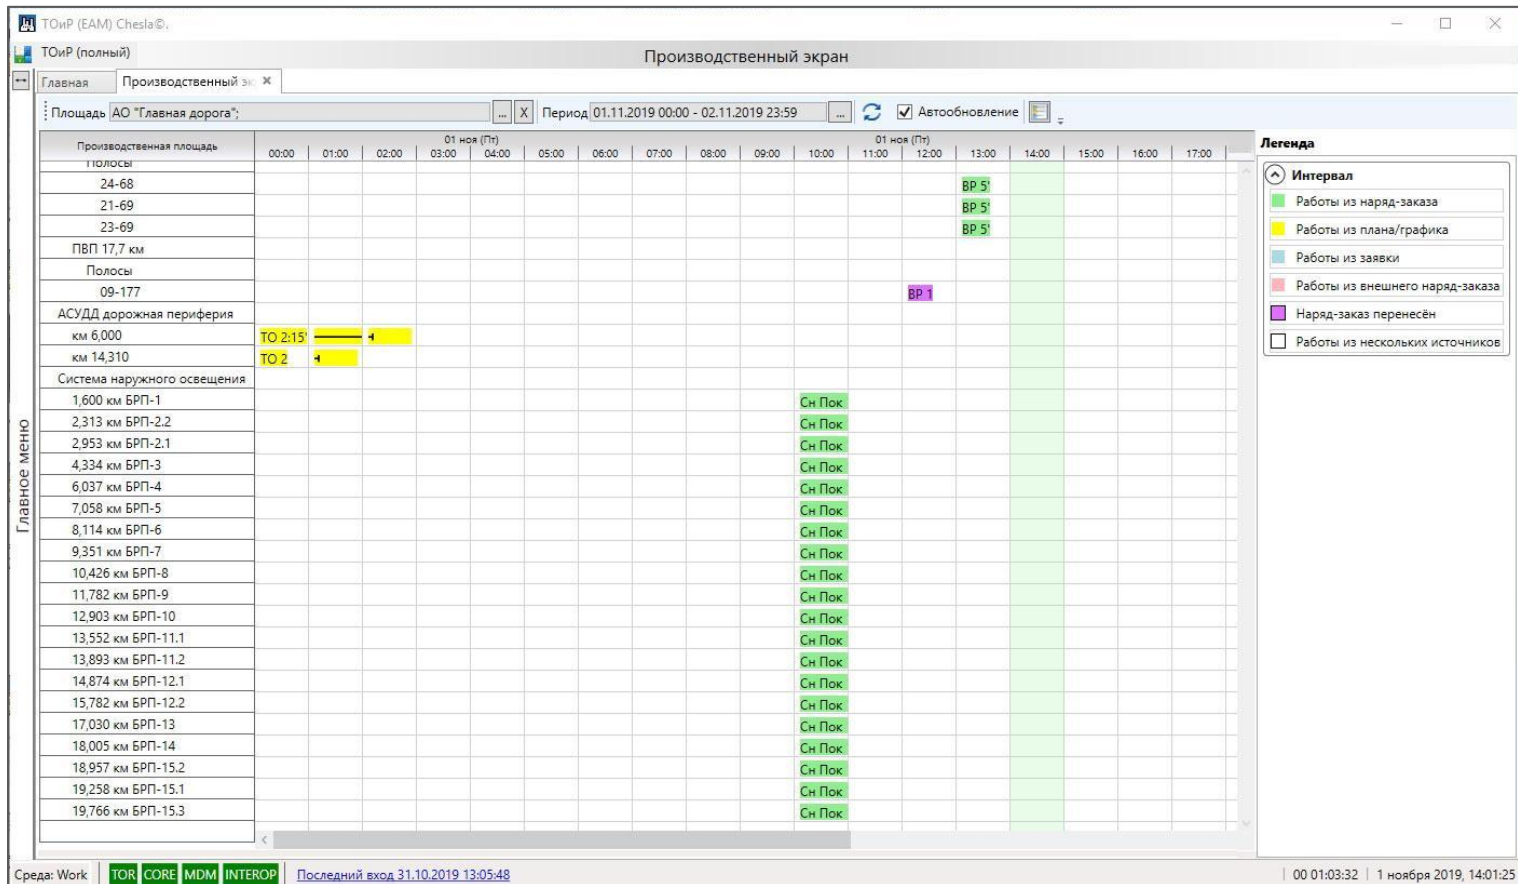 ТОиР (EAM) Chesla©.
ТОиР (полный)
Производственный экран
Главная Производственный эк
Площадь АО "Главная дорога"; ... X Период 01.11.2019 00:00 - 02.11.2019 23:59 ... Автообновление
Производственная площадь
01 ноя (Пт) 01 ноя (Пт)
00:00 01:00 02:00 03:00 04:00 05:00 06:00 07:00 08:00 09:00 10:00 11:00 12:00 13:00 14:00 15:00 16:00 17:00
Полосы
24-68 ВР 5'
21-69 ВР 5'
23-69 ВР 5'
ПВП 17,7 км
Полосы
09-177 ВР 1
АСУДД дорожная периферия
км 6,000 ТО 2:15'
км 14,310 ТО 2
Система наружного освещения
1,600 км БРП-1 Сн Пок
2,313 км БРП-2.2 Сн Пок
2,953 км БРП-2.1 Сн Пок
4,334 км БРП-3 Сн Пок
6,037 км БРП-4 Сн Пок
7,058 км БРП-5 Сн Пок
8,114 км БРП-6 Сн Пок
9,351 км БРП-7 Сн Пок
10,426 км БРП-8 Сн Пок
11,782 км БРП-9 Сн Пок
12,903 км БРП-10 Сн Пок
13,552 км БРП-11.1 Сн Пок
13,893 км БРП-11.2 Сн Пок
14,874 км БРП-12.1 Сн Пок
15,782 км БРП-12.2 Сн Пок
17,030 км БРП-13 Сн Пок
18,005 км БРП-14 Сн Пок
18,957 км БРП-15.2 Сн Пок
19,258 км БРП-15.1 Сн Пок
19,766 км БРП-15.3 Сн Пок
Легенда
Интервал
Работы из наряд-заказа
Работы из плана/графика
Работы из заявки
Работы из внешнего наряд-заказа
Наряд-заказ перенесён
Работы из нескольких источников
Главное меню
Среда: Work TOR CORE MDM INTEROP Последний вход 31.10.2019 13:05:48 00 01:03:32 1 ноября 2019, 14:01:25